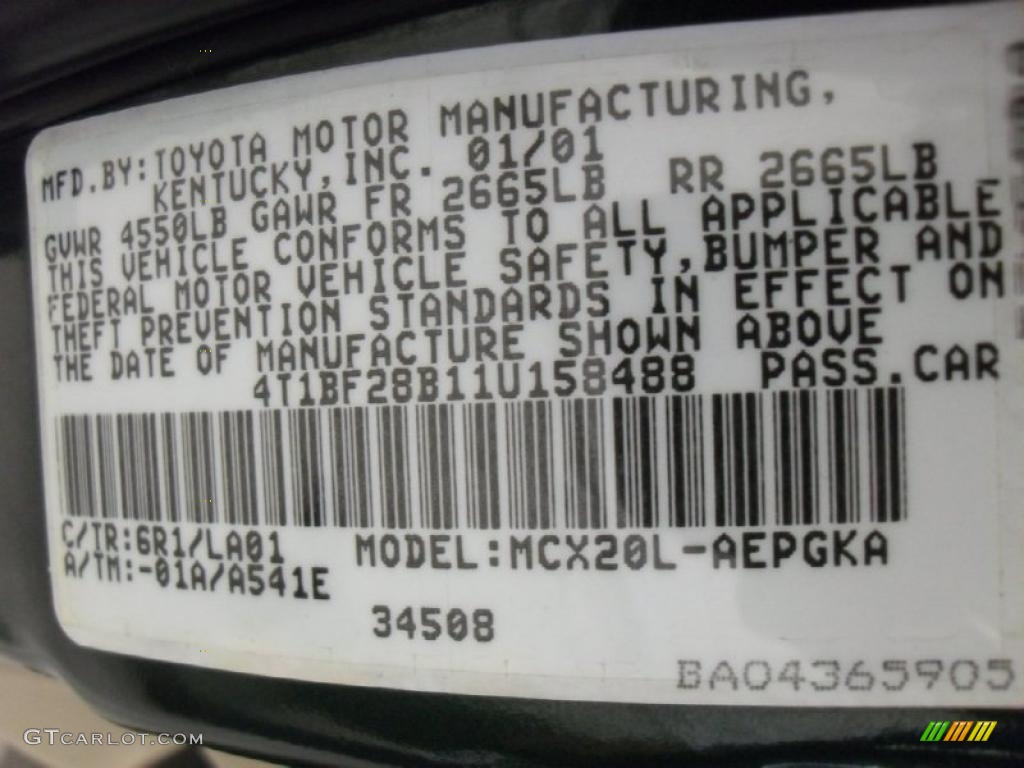 MFD.BY:TOYOTA MOTOR MANUFACTURING,
KENTUCKY,INC. 01/01
GVWR 4550LB GAWR FR 2665LB RR 2665LB
THIS VEHICLE CONFORMS TO ALL APPLICABLE
FEDERAL MOTOR VEHICLE SAFETY,BUMPER AND
THEFT PREVENTION STANDARDS IN EFFECT ON
THE DATE OF MANUFACTURE SHOWN ABOVE
4T1BF28B11U158488 PASS.CAR
C/TR:6R1/LA01 MODEL:MCX20L-AEPGKA
A/TM:-01A/A541E
34508
BA04365905
GTCARLOT.COM